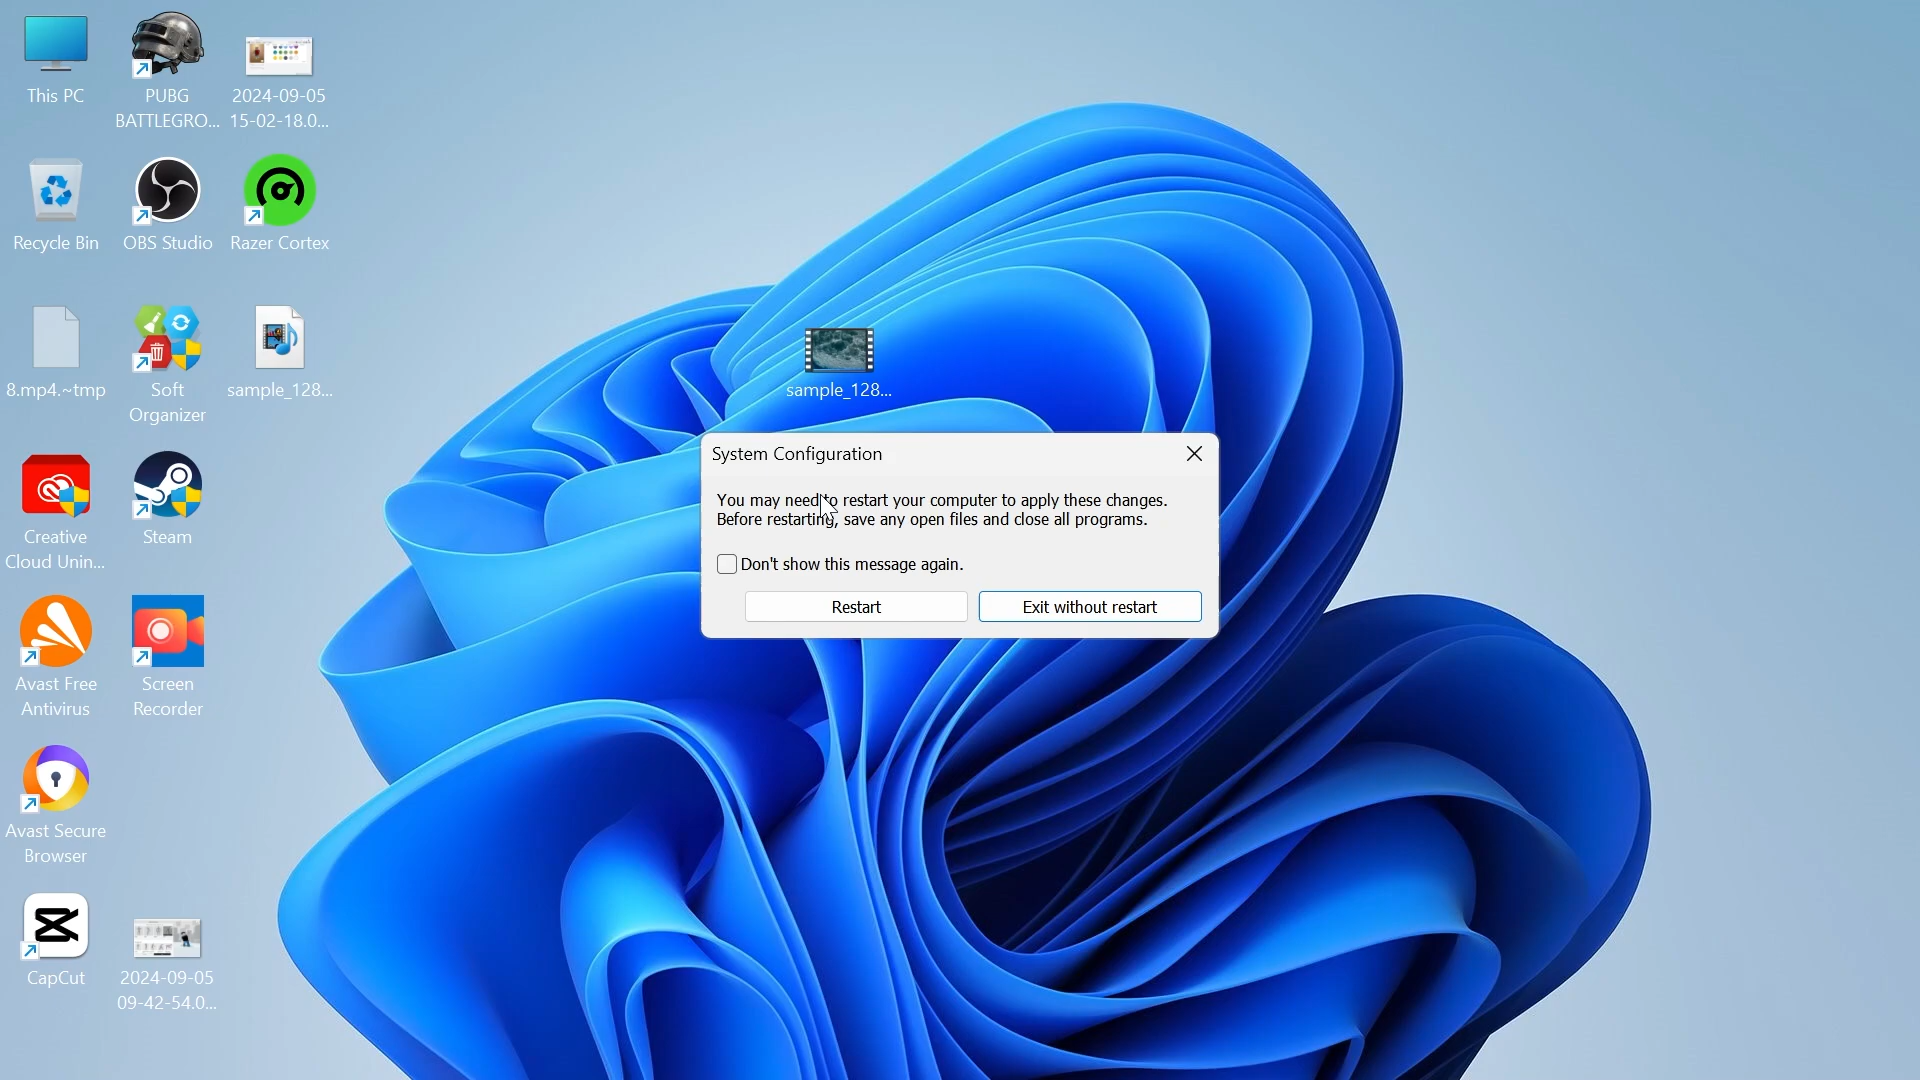 This PC
PUBG
BATTLEGRO...
2024-09-05
15-02-18.0...
Recycle Bin
OBS Studio
Razer Cortex
8.mp4.~tmp
Soft
Organizer
sample_128...
sample_128...
Creative
Cloud Unin...
Steam
Avast Free
Antivirus
Screen
Recorder
Avast Secure
Browser
CapCut
2024-09-05
09-42-54.0...
System Configuration
You may need to restart your computer to apply these changes.
Before restarting, save any open files and close all programs.
Don't show this message again.
Restart
Exit without restart